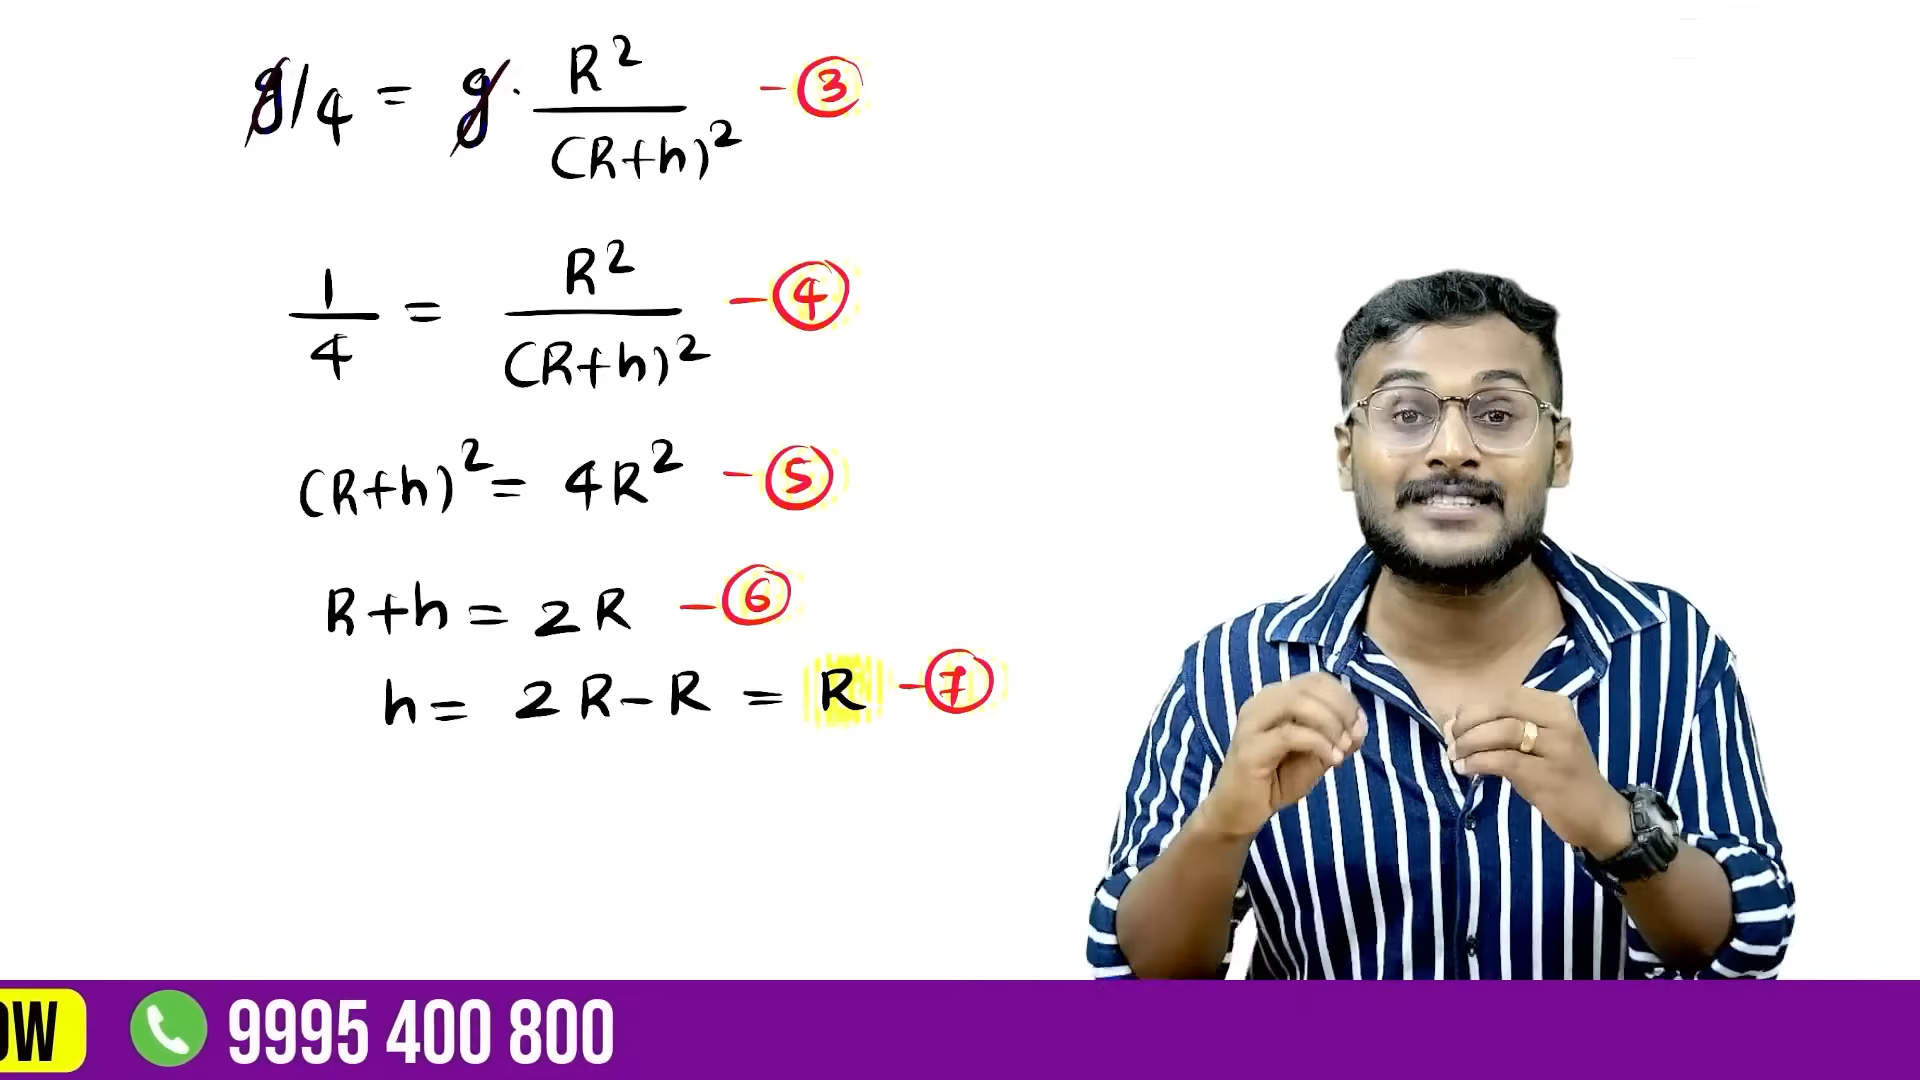 g/4 = g · R²/(R+h)² - ③
1/4 = R²/(R+h)² - ④
(R+h)² = 4R² - ⑤
R+h = 2R - ⑥
h = 2R-R = R - ⑦
OW 9995 400 800